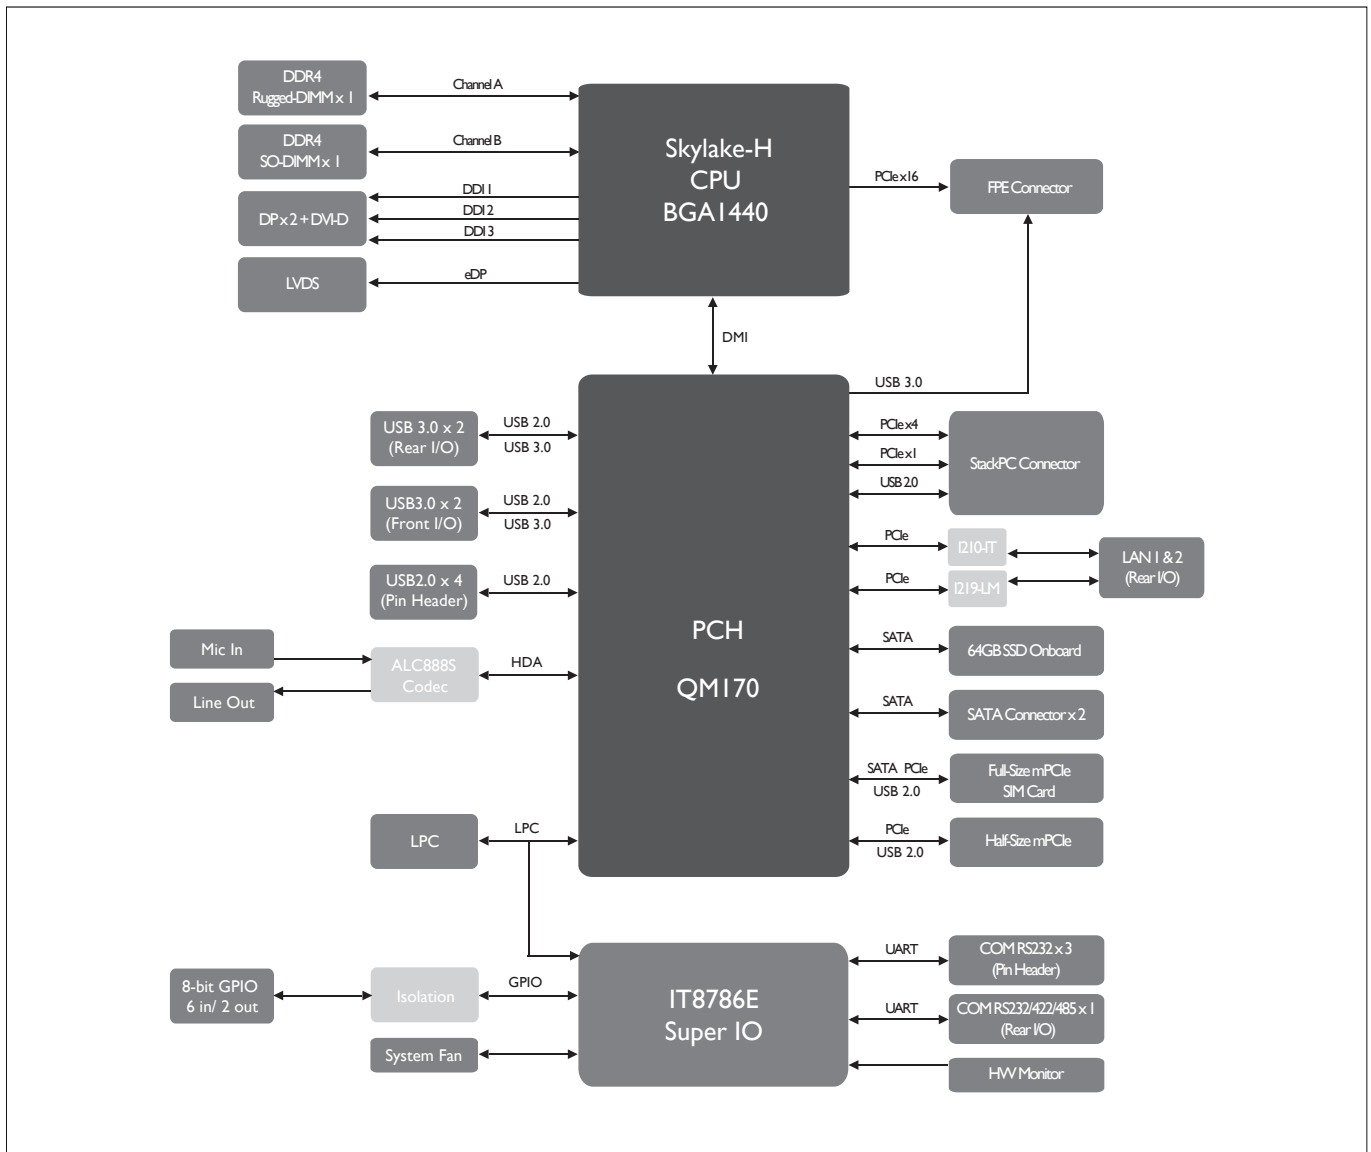 DDR4
Rugged-DIMM x 1
Channel A
DDR4
SO-DIMM x 1
Channel B
DP x 2 + DVI-D
DDI 1
DDI 2
DDI 3
LVDS
eDP
Skylake-H
CPU
BGA1440
PCIe x16
FPE Connector
DMI
USB 3.0
USB 3.0 x 2
(Rear I/O)
USB 2.0
USB 3.0
USB3.0 x 2
(Front I/O)
USB 2.0
USB 3.0
USB2.0 x 4
(Pin Header)
USB 2.0
Mic In
Line Out
ALC888S
Codec
HDA
PCH
QM170
PCIe x4
PCIe x1
USB 2.0
StackPC Connector
PCIe
I210-IT
PCIe
I219-LM
LAN 1 & 2
(Rear I/O)
SATA
64GB SSD Onboard
SATA
SATA Connector x 2
SATA PCIe
USB 2.0
Full-Size mPCIe
SIM Card
PCIe
USB 2.0
Half-Size mPCIe
LPC
LPC
8-bit GPIO
6 in/ 2 out
Isolation
GPIO
System Fan
IT8786E
Super IO
UART
COM RS232 x 3
(Pin Header)
UART
COM RS232/422/485 x 1
(Rear I/O)
HW Monitor